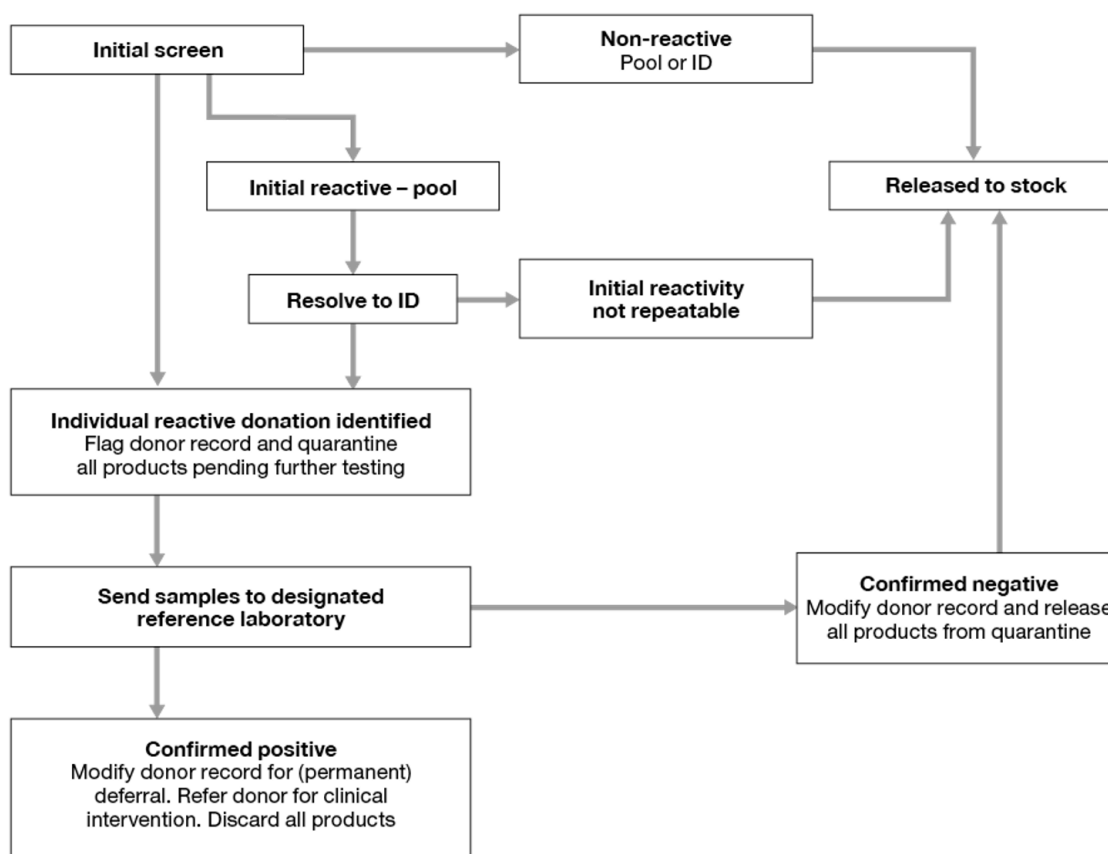 Initial screen
Non-reactive
Pool or ID
Initial reactive – pool
Released to stock
Resolve to ID
Initial reactivity
not repeatable
Individual reactive donation identified
Flag donor record and quarantine
all products pending further testing
Send samples to designated
reference laboratory
Confirmed negative
Modify donor record and release
all products from quarantine
Confirmed positive
Modify donor record for (permanent)
deferral. Refer donor for clinical
intervention. Discard all products